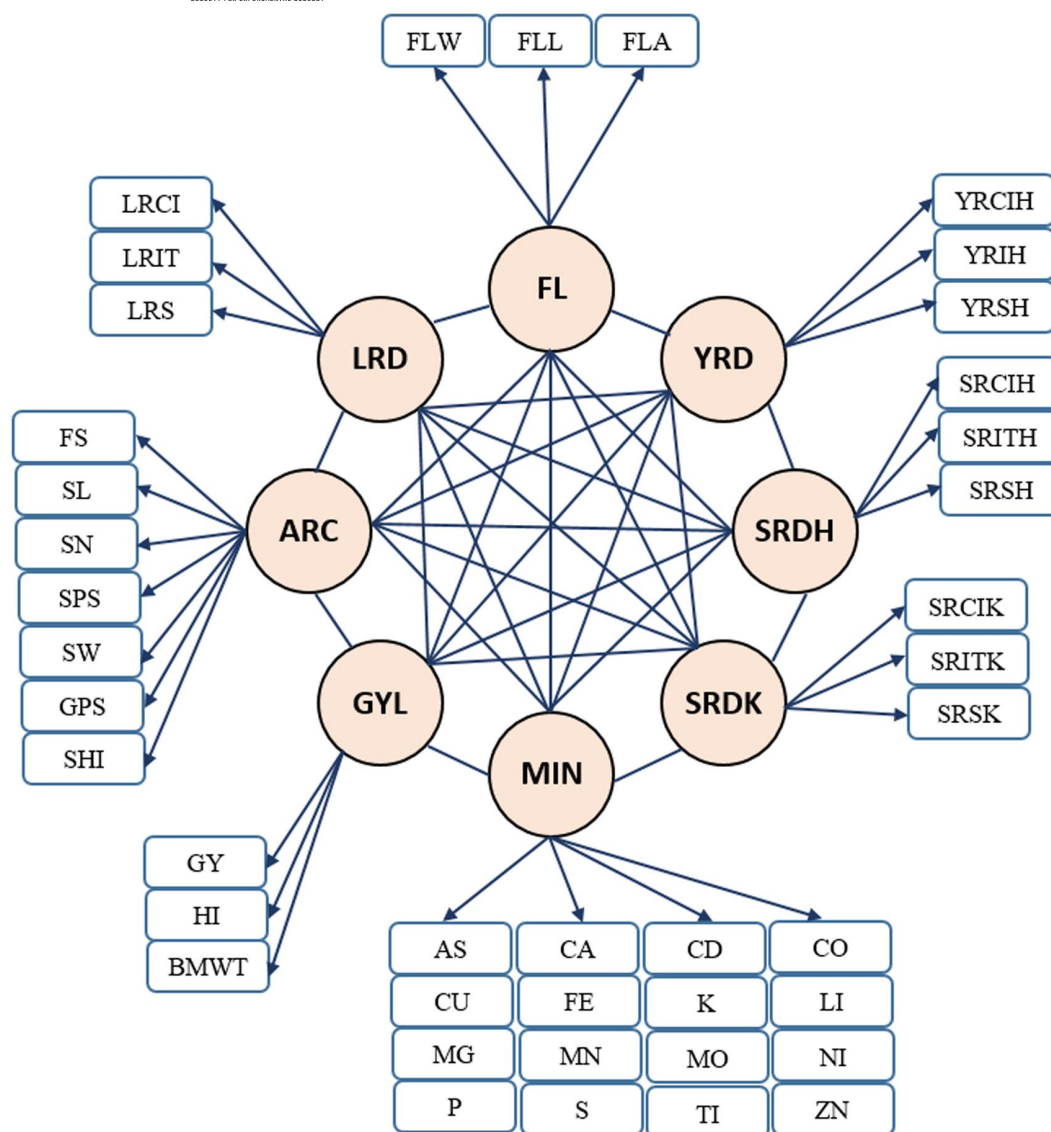 FLW FLL FLA
LRCI
LRIT
LRS
YRCIH
YRIH
YRSH
FL
LRD
YRD
SRCIH
SRITH
SRSH
FS
SL
SN
SPS
SW
GPS
SHI
ARC
SRDH
SRCIK
SRITK
SRSK
GYL
SRDK
MIN
GY
HI
BMWT
AS CA CD CO
CU FE K LI
MG MN MO NI
P S TI ZN